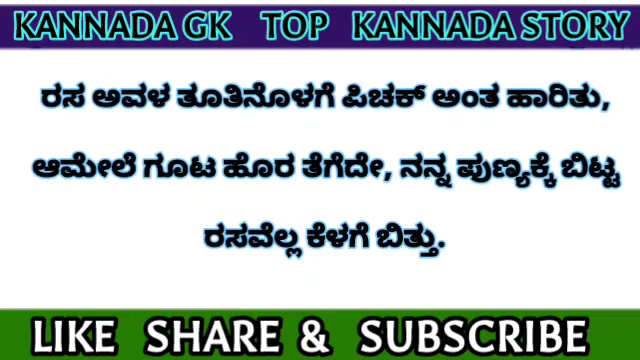 KANNADA GK TOP KANNADA STORY
ರಸ ಅವಳ ತೂತಿನೊಳಗೆ ಪಿಚಕ್ ಅಂತ ಹಾರಿತು,
ಆಮೇಲೆ ಗೂಟ ಹೊರ ತೆಗೆದೇ, ನನ್ನ ಪುಣ್ಯಕ್ಕೆ ಬಿಟ್ಟ
ರಸವೆಲ್ಲ ಕೆಳಗೆ ಬಿತ್ತು.
LIKE SHARE & SUBSCRIBE